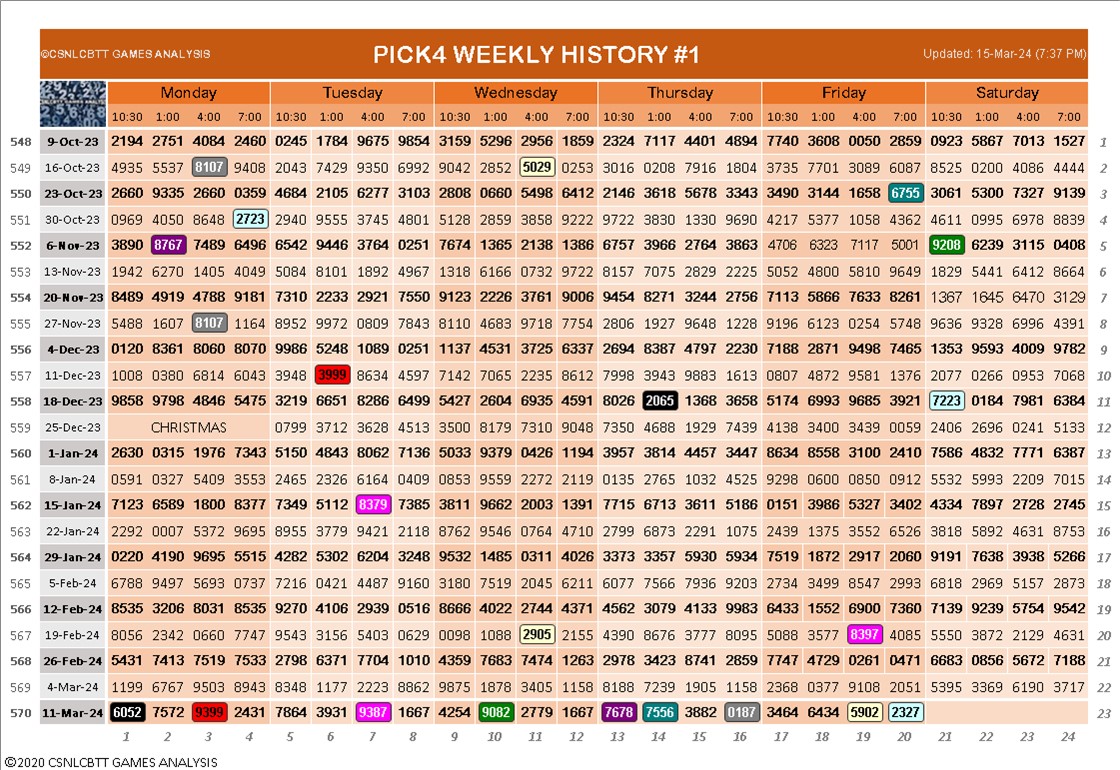 ©CSNLCBTT GAMES ANALYSIS PICK4 WEEKLY HISTORY #1 Updated: 15-Mar-24 (7:37 PM)
Monday Tuesday Wednesday Thursday Friday Saturday
10:30 1:00 4:00 7:00 10:30 1:00 4:00 7:00 10:30 1:00 4:00 7:00 10:30 1:00 4:00 7:00 10:30 1:00 4:00 7:00 10:30 1:00 4:00 7:00
548 9-Oct-23 2194 2751 4084 2460 0245 1784 9675 9854 3159 5296 2956 1859 2324 7117 4401 4894 7740 3608 0050 2859 0923 5867 7013 1527 1
549 16-Oct-23 4935 5537 8107 9408 2043 7429 9350 6992 9042 2852 5029 0253 3016 0208 7916 1804 3735 7701 3089 6087 8525 0200 4086 4444 2
550 23-Oct-23 2660 9335 2660 0359 4684 2105 6277 3103 2808 0660 5498 6412 2146 3618 5678 3343 3490 3144 1658 6755 3061 5300 7327 9139 3
551 30-Oct-23 0969 4050 8648 2723 2940 9555 3745 4801 5128 2859 3858 9222 9722 3830 1330 9690 4217 5377 1058 4362 4611 0995 6978 8839 4
552 6-Nov-23 3890 8767 7489 6496 6542 9446 3764 0251 7674 1365 2138 1386 6757 3966 2764 3863 4706 6323 7117 5001 9208 6239 3115 0408 5
553 13-Nov-23 1942 6270 1405 4049 5084 8101 1892 4967 1318 6166 0732 9722 8157 7075 2829 2225 5052 4800 5810 9649 1829 5441 6412 8664 6
554 20-Nov-23 8489 4919 4788 9181 7310 2233 2921 7550 9123 2226 3761 9006 9454 8271 3244 2756 7113 5866 7633 8261 1367 1645 6470 3129 7
555 27-Nov-23 5488 1607 8107 1164 8952 9972 0809 7843 8110 4683 9718 7754 2806 1927 9648 1228 9196 6123 0254 5748 9636 9328 6996 4391 8
556 4-Dec-23 0120 8361 8060 8070 9986 5248 1089 0251 1137 4531 3725 6337 2694 8387 4797 2230 7188 2871 9498 7465 1353 9593 4009 9782 9
557 11-Dec-23 1008 0380 6814 6043 3948 3999 8634 4597 7142 7065 2235 8612 7998 3943 9883 1613 0807 4872 9581 1376 2077 0266 0353 7068 10
558 18-Dec-23 9858 9798 4846 5475 3219 6651 8286 6499 5427 2604 6935 4591 8026 2065 1368 3658 5174 6993 9685 3921 7223 0184 7981 6384 11
559 25-Dec-23 CHRISTMAS 0799 3712 3628 4513 3500 8179 7310 9048 7350 4688 1929 7439 4138 3400 3439 0059 2406 2696 0241 5133 12
560 1-Jan-24 2630 0315 1976 7343 5150 4843 8062 7136 5033 9379 0426 1194 3957 3814 4457 3447 8634 8558 3100 2410 7586 4832 7771 6387 13
561 8-Jan-24 0591 0327 5409 3553 2465 2326 6164 0409 0853 9559 2272 2119 0135 2765 1032 4525 9298 0600 0850 0912 5532 5993 2209 7015 14
562 15-Jan-24 7123 6589 1800 8377 7349 5112 8379 7385 3811 9662 2003 1391 7715 6713 3611 5186 0151 3986 5327 3402 4334 7897 2728 2745 15
563 22-Jan-24 2292 0007 5372 9695 8955 3779 9421 2118 8762 9546 0764 4710 2799 6873 2291 1075 2439 1375 3552 6526 3818 5892 4631 8753 16
564 29-Jan-24 0220 4190 9695 5515 4282 5302 6204 3248 9532 1485 0311 4026 3373 3357 5930 5934 7519 1872 2917 2060 9191 7638 3938 5266 17
565 5-Feb-24 6788 9497 5693 0737 7216 0421 4487 9160 3180 7519 2045 6211 6077 7566 7936 9203 2734 3499 8547 2993 6818 2969 5157 2873 18
566 12-Feb-24 8535 3206 8031 8535 9270 4106 2939 0516 8666 4022 2744 4371 4562 3079 4133 9983 6433 1552 6900 7360 7139 9239 5754 9542 19
567 19-Feb-24 8056 2342 0660 7747 9543 3156 5403 0629 0098 1088 2905 2155 4390 8676 3777 8095 5088 3577 8397 4085 5550 3872 2129 4631 20
568 26-Feb-24 5431 7413 7519 7533 2798 6371 7704 1010 4359 7683 7474 1263 2978 3423 8741 2859 7747 4729 0261 0471 6683 0856 5672 7188 21
569 4-Mar-24 1199 6767 9503 8943 8348 1177 2223 8862 9875 1878 3405 1158 8188 7239 1905 1158 2368 0377 9108 2051 5395 3369 6190 3717 22
570 11-Mar-24 6052 7572 9399 2431 7864 3931 9387 1667 4254 9082 2779 1667 7678 7556 3882 0187 3464 6434 5902 2327 23
1 2 3 4 5 6 7 8 9 10 11 12 13 14 15 16 17 18 19 20 21 22 23 24
©2020 CSNLCBTT GAMES ANALYSIS